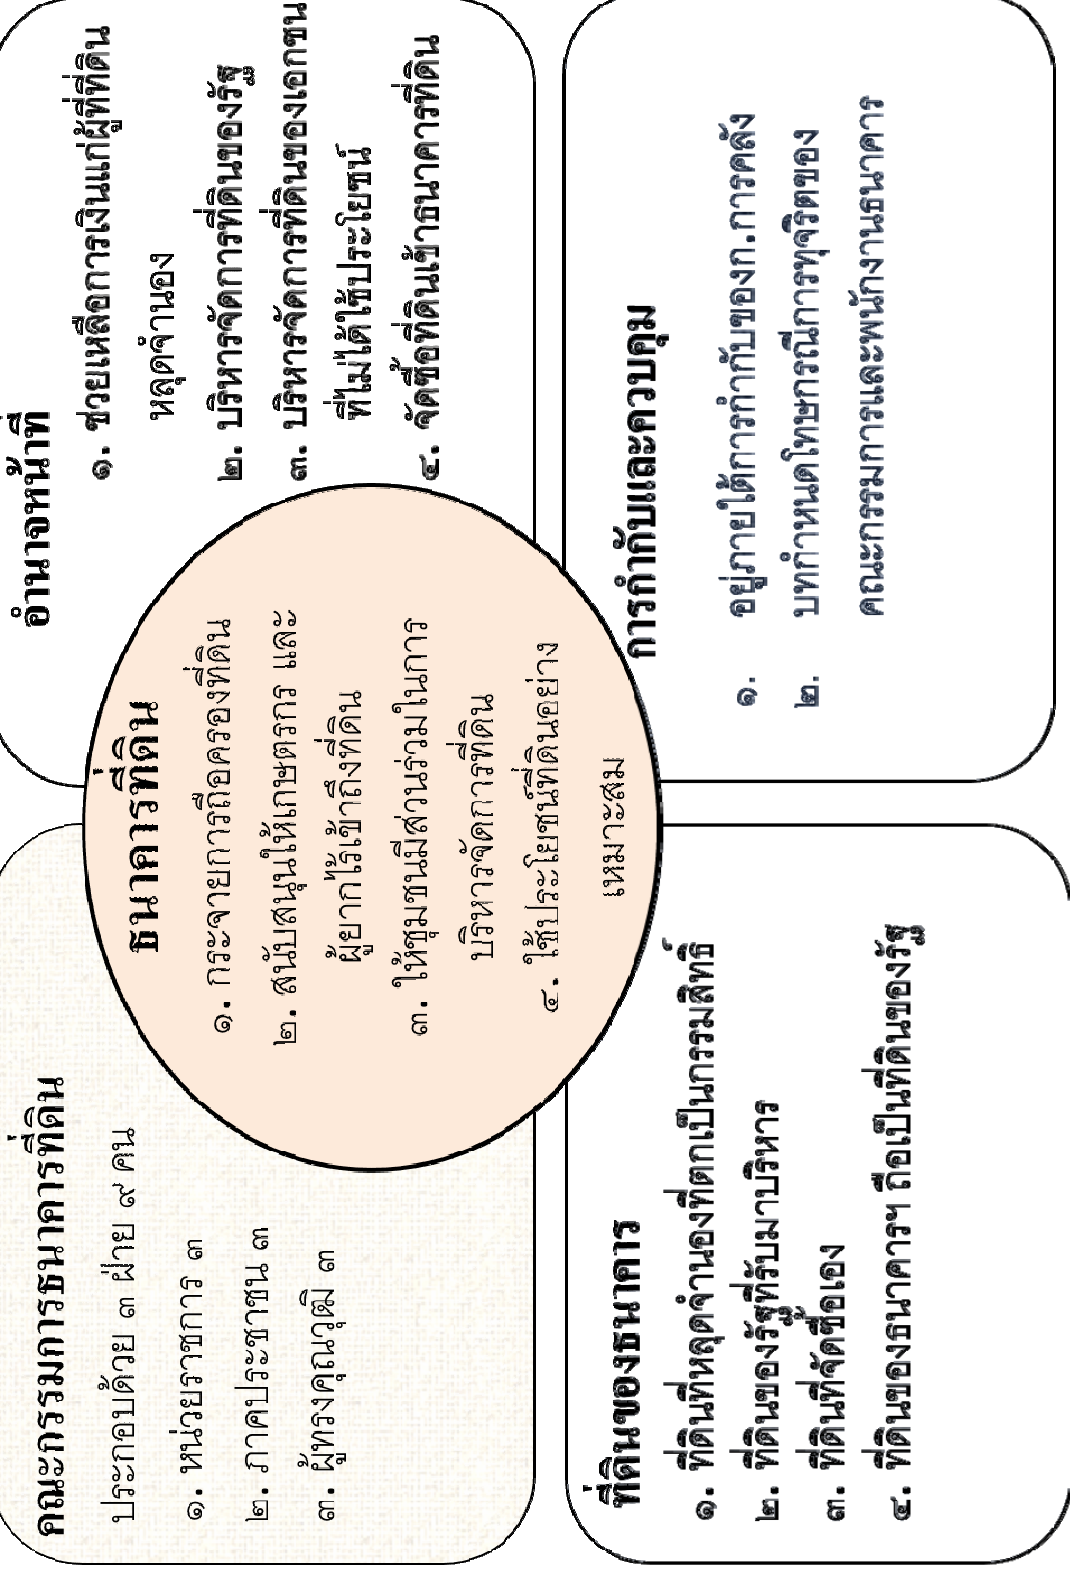 คณะกรรมการธนาคารที่ดิน
ประกอบด้วย ๓ ฝ่าย ๙ คน
๑. หน่วยราชการ ๓
๒. ภาคประชาชน ๓
๓. ผู้ทรงคุณวุฒิ ๓
อำนาจหน้าที่
๑. ช่วยเหลือการเงินแก่ผู้ที่ที่ดิน
หลุดจำนอง
๒. บริหารจัดการที่ดินของรัฐ
๓. บริหารจัดการที่ดินของเอกชน
ที่ไม่ได้ใช้ประโยชน์
๔. จัดซื้อที่ดินเข้าธนาคารที่ดิน
ธนาคารที่ดิน
๑. กระจายการถือครองที่ดิน
๒. สนับสนุนให้เกษตรกร และ
ผู้ยากไร้เข้าถึงที่ดิน
๓. ให้ชุมชนมีส่วนร่วมในการ
บริหารจัดการที่ดิน
๔. ใช้ประโยชน์ที่ดินอย่าง
เหมาะสม
ที่ดินของธนาคาร
๑. ที่ดินที่หลุดจำนองที่ตกเป็นกรรมสิทธิ์
๒. ที่ดินของรัฐที่รับมาบริหาร
๓. ที่ดินที่จัดซื้อเอง
๔. ที่ดินของธนาคารฯ ถือเป็นที่ดินของรัฐ
การกำกับและควบคุม
๑. อยู่ภายใต้การกำกับของก.การคลัง
๒. บทกำหนดโทษกรณีการทุจริตของ
คณะกรรมการและพนักงานธนาคาร